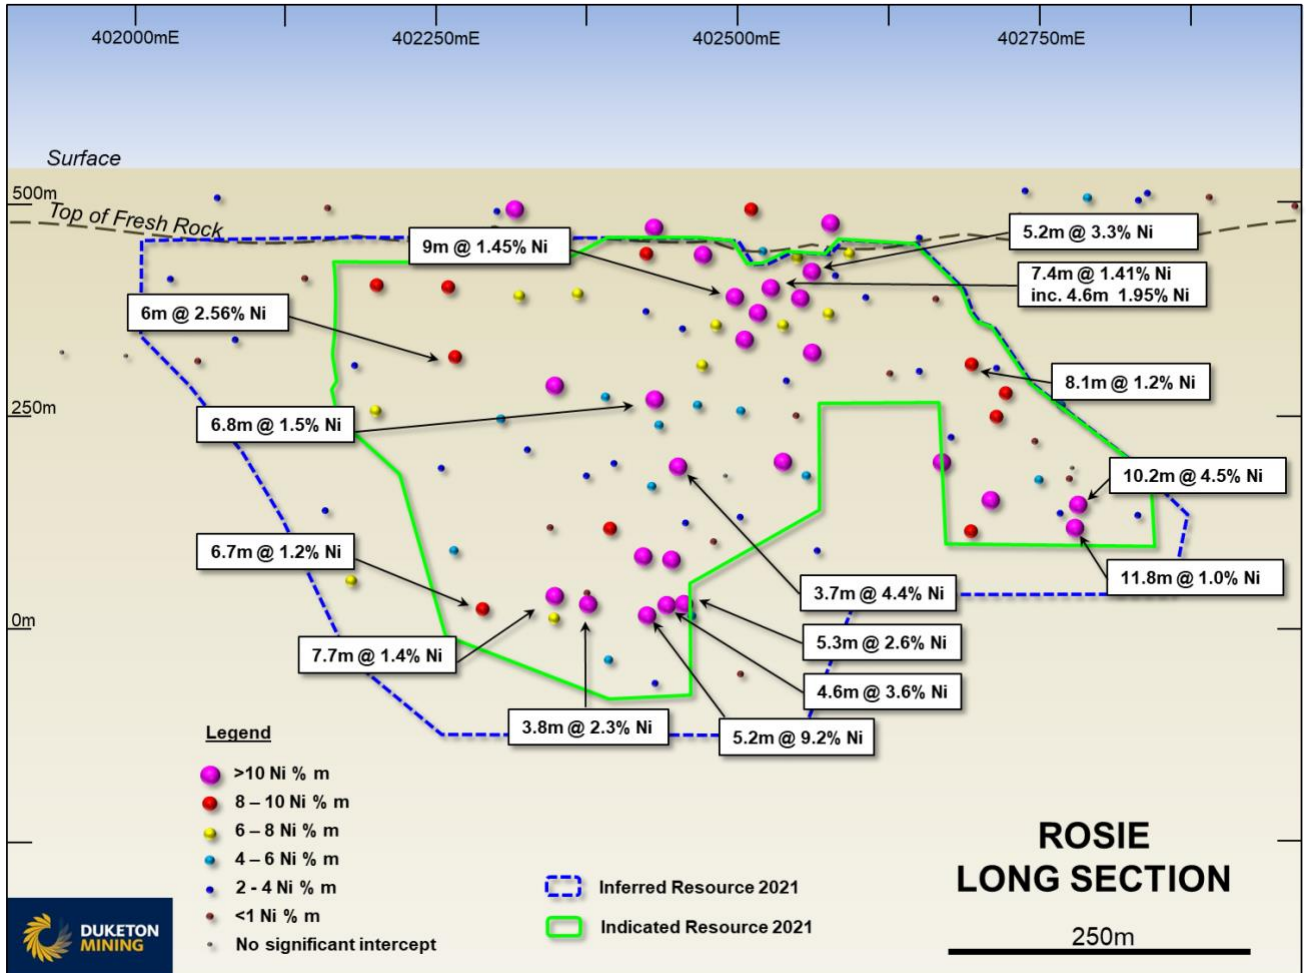 402000mE
402250mE
402500mE
402750mE
Surface
500m
Top of Fresh Rock
9m @ 1.45% Ni
5.2m @ 3.3% Ni
7.4m @ 1.41% Ni
inc. 4.6m 1.95% Ni
6m @ 2.56% Ni
8.1m @ 1.2% Ni
250m
6.8m @ 1.5% Ni
10.2m @ 4.5% Ni
6.7m @ 1.2% Ni
11.8m @ 1.0% Ni
3.7m @ 4.4% Ni
0m
5.3m @ 2.6% Ni
7.7m @ 1.4% Ni
4.6m @ 3.6% Ni
3.8m @ 2.3% Ni
5.2m @ 9.2% Ni
Legend
>10 Ni % m
8 – 10 Ni % m
6 – 8 Ni % m
4 – 6 Ni % m
2 - 4 Ni % m
<1 Ni % m
No significant intercept
Inferred Resource 2021
Indicated Resource 2021
ROSIE
LONG SECTION
250m
DUKETON
MINING